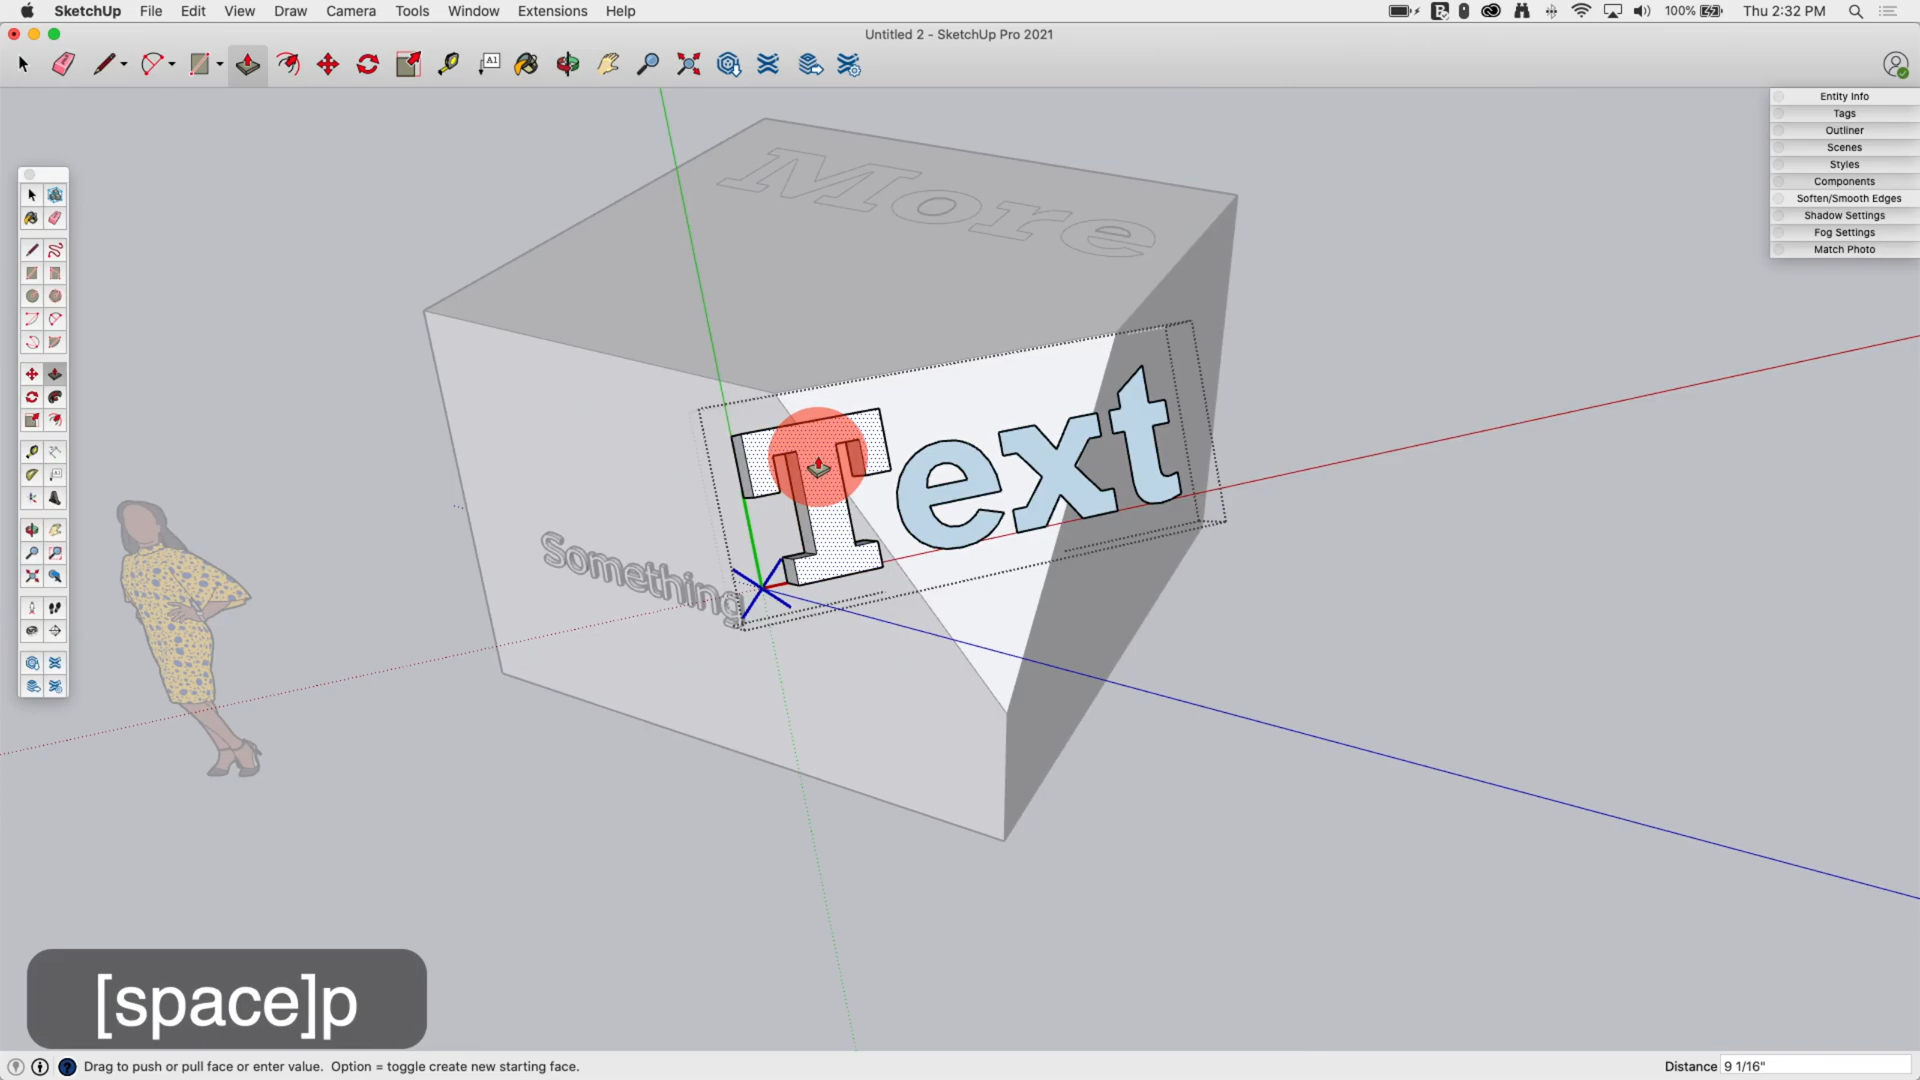 SketchUp File Edit View Draw Camera Tools Window Extensions Help
100% Thu 2:32 PM
Untitled 2 - SketchUp Pro 2021
A1
Entity Info
Tags
Outliner
Scenes
Styles
Components
Soften/Smooth Edges
Shadow Settings
Fog Settings
Match Photo
More
Text
Something
[space]p
Drag to push or pull face or enter value. Option = toggle create new starting face.
Distance 9 1/16"